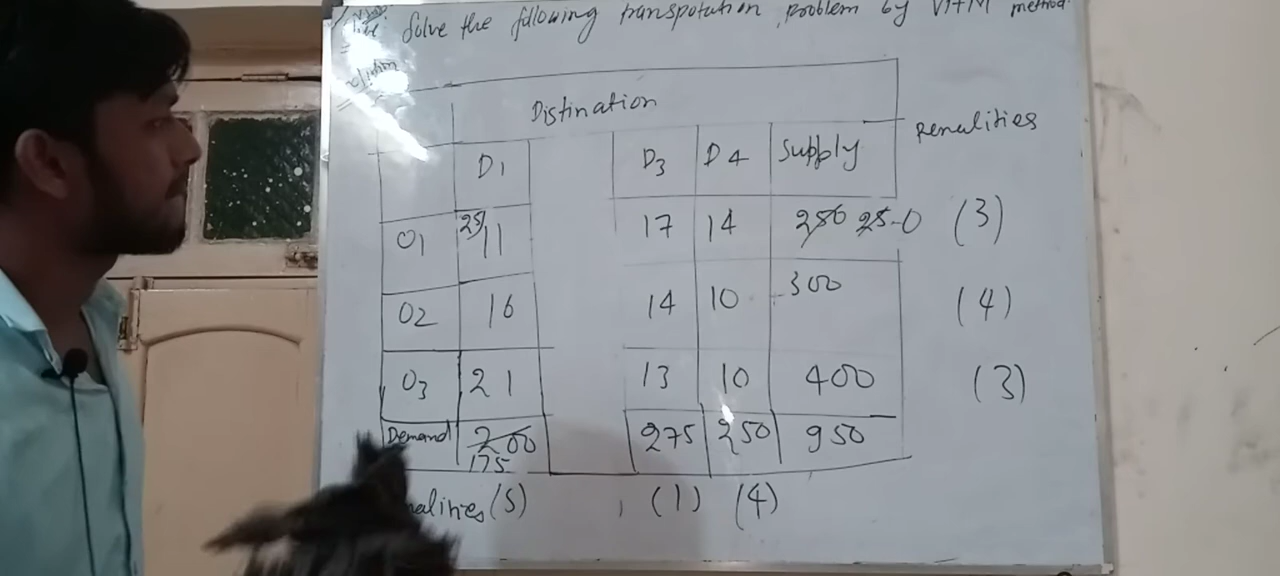 Solve the following transpotation problem by VAM method
Distination
D1 D3 D4 Supply Penalities
O1 25/11 17 14 250 25-0 (3)
O2 16 14 10 300 (4)
O3 21 13 10 400 (3)
Demand 200 275 250 950
175
(5) (1) (4)